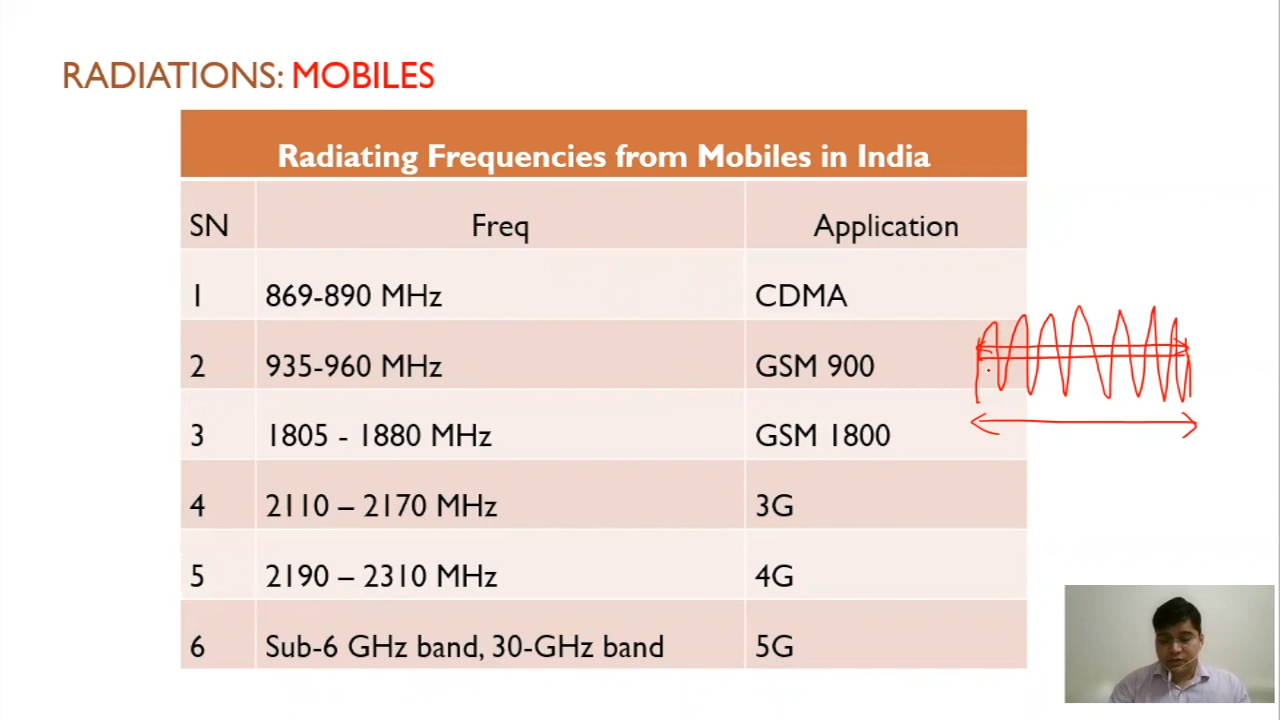 RADIATIONS: MOBILES
Radiating Frequencies from Mobiles in India
SN Freq Application
1 869-890 MHz CDMA
2 935-960 MHz GSM 900
3 1805 - 1880 MHz GSM 1800
4 2110 – 2170 MHz 3G
5 2190 – 2310 MHz 4G
6 Sub-6 GHz band, 30-GHz band 5G